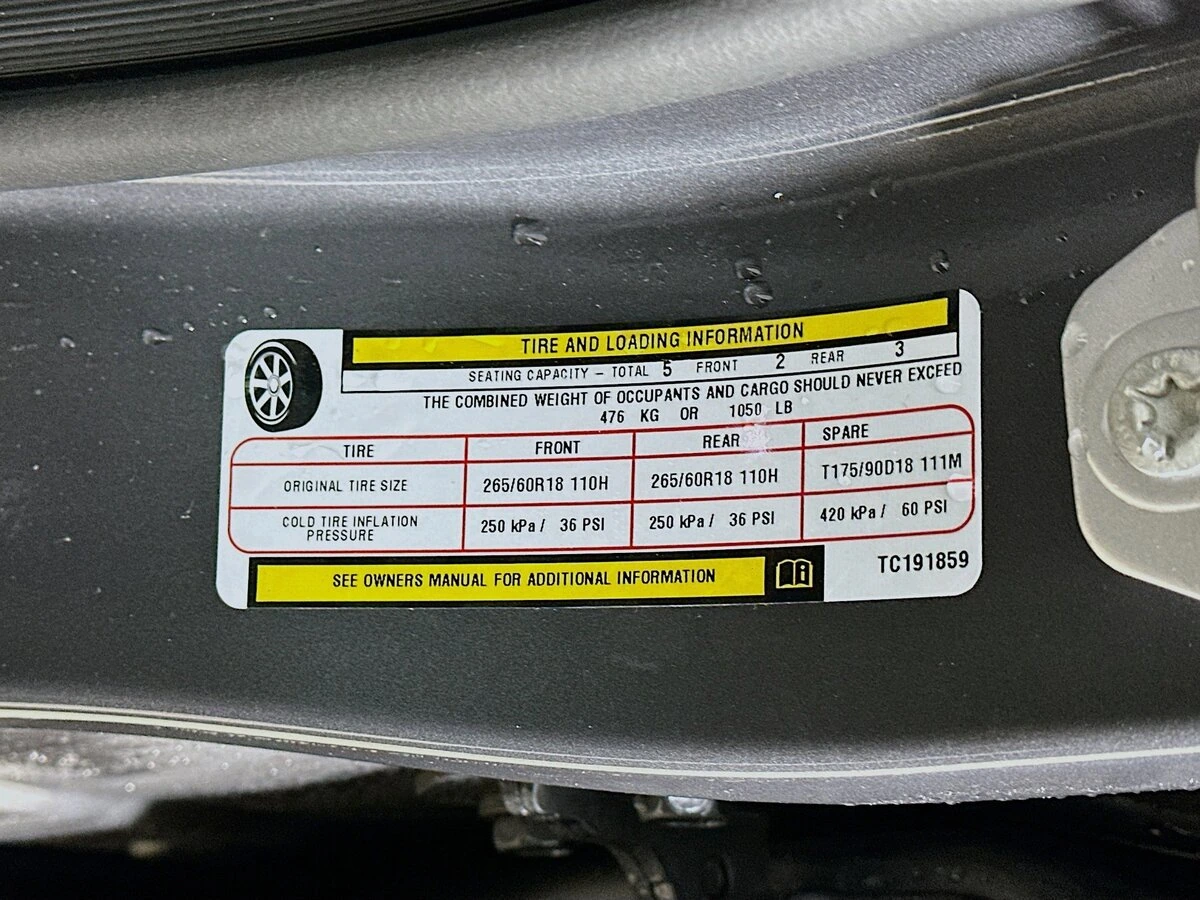 TIRE AND LOADING INFORMATION
SEATING CAPACITY – TOTAL 5 FRONT 2 REAR 3
THE COMBINED WEIGHT OF OCCUPANTS AND CARGO SHOULD NEVER EXCEED
476 KG OR 1050 LB
TIRE FRONT REAR SPARE
ORIGINAL TIRE SIZE 265/60R18 110H 265/60R18 110H T175/90D18 111M
COLD TIRE INFLATION
PRESSURE 250 kPa / 36 PSI 250 kPa / 36 PSI 420 kPa / 60 PSI
SEE OWNERS MANUAL FOR ADDITIONAL INFORMATION
TC191859